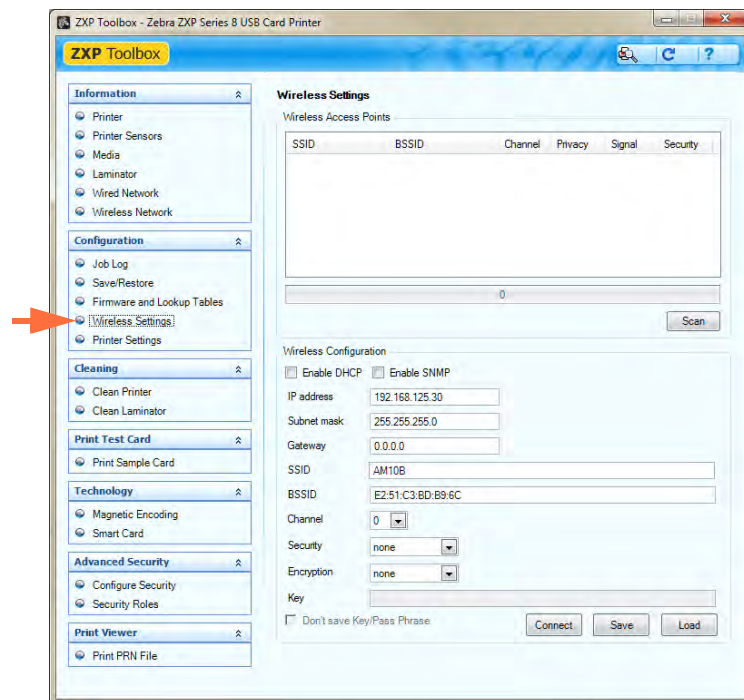 ZXP Toolbox - Zebra ZXP Series 8 USB Card Printer
ZXP Toolbox
?
Information
Printer
Printer Sensors
Media
Laminator
Wired Network
Wireless Network
Configuration
Job Log
Save/Restore
Firmware and Lookup Tables
Wireless Settings
Printer Settings
Cleaning
Clean Printer
Clean Laminator
Print Test Card
Print Sample Card
Technology
Magnetic Encoding
Smart Card
Advanced Security
Configure Security
Security Roles
Print Viewer
Print PRN File
Wireless Settings
Wireless Access Points
SSID BSSID Channel Privacy Signal Security
0
Scan
Wireless Configuration
Enable DHCP Enable SNMP
IP address 192.168.125.30
Subnet mask 255.255.255.0
Gateway 0.0.0.0
SSID AM10B
BSSID E2:51:C3:BD:B9:6C
Channel 0
Security none
Encryption none
Key
Don't save Key/Pass Phrase
Connect Save Load